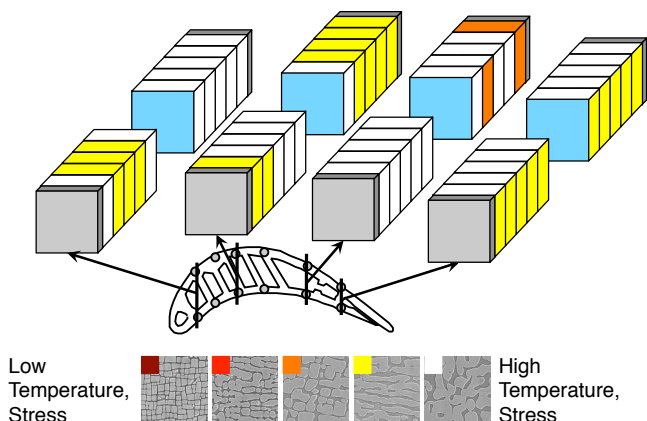 Low
Temperature,
Stress
High
Temperature,
Stress